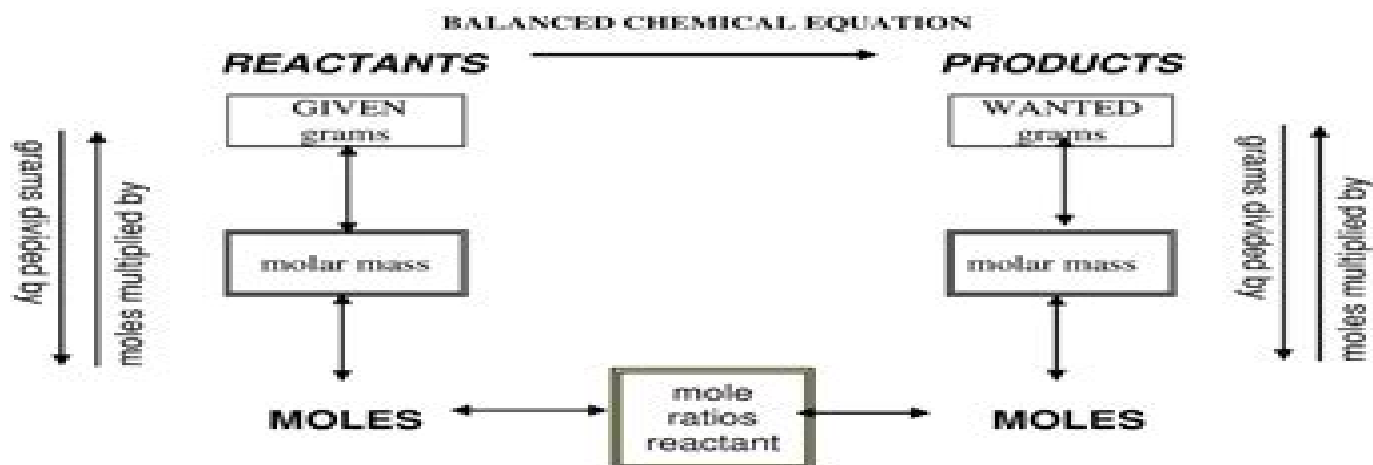 BALANCED CHEMICAL EQUATION
REACTANTS
PRODUCTS
GIVEN
grams
WANTED
grams
grams divided by
moles multiplied by
molar mass
molar mass
grams divided by
moles multiplied by
MOLES
mole
ratios
reactant
MOLES